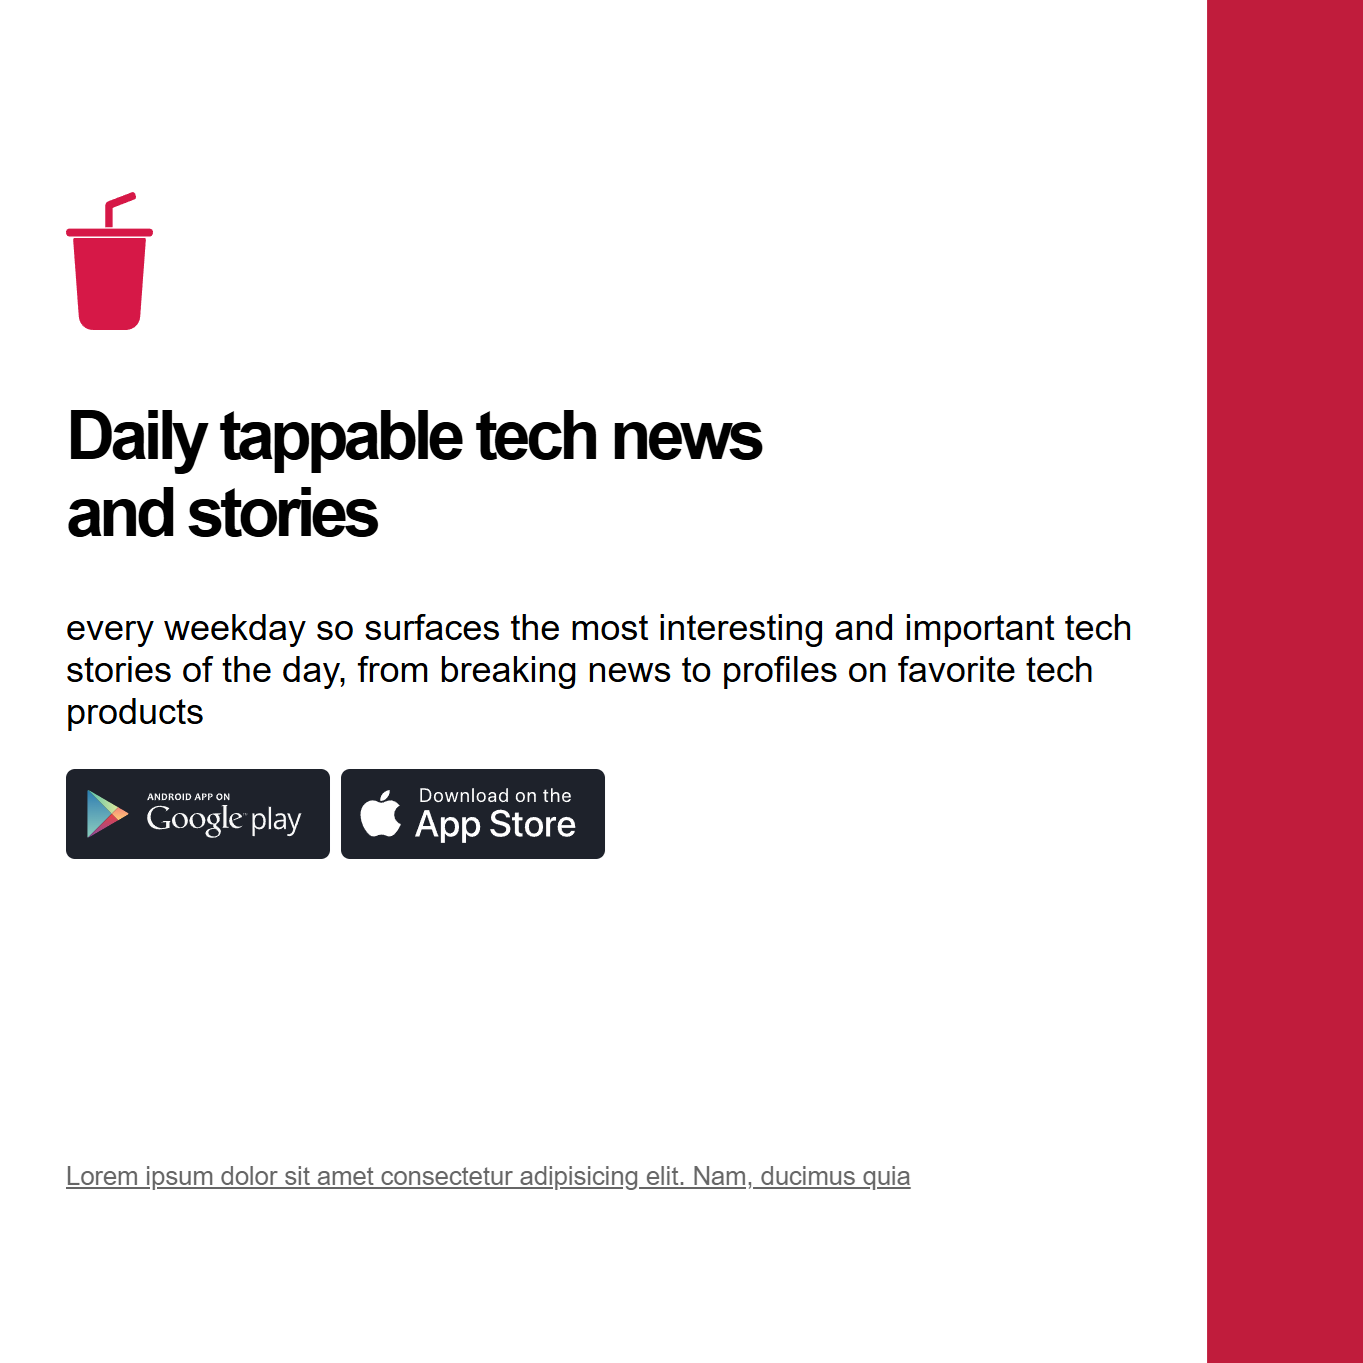 Daily tappable tech news
and stories
every weekday so surfaces the most interesting and important tech
stories of the day, from breaking news to profiles on favorite tech
products
ANDROID APP ON
Google™ play
Download on the
App Store
Lorem ipsum dolor sit amet consectetur adipisicing elit. Nam, ducimus quia